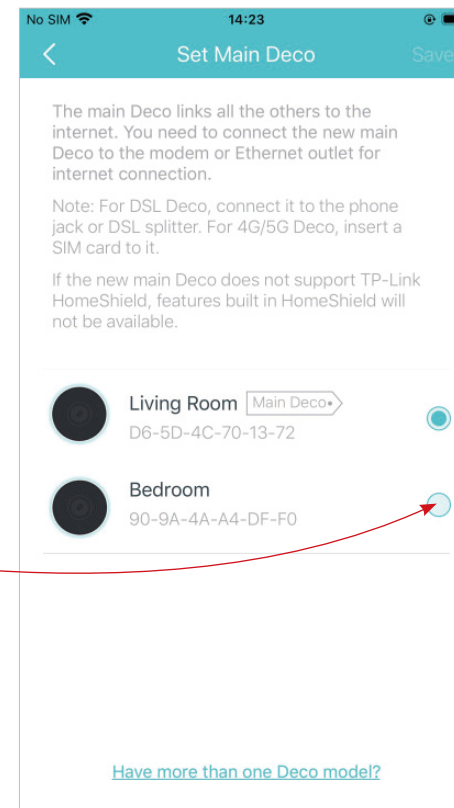 No SIM 14:23
Set Main Deco Save
The main Deco links all the others to the
internet. You need to connect the new main
Deco to the modem or Ethernet outlet for
internet connection.
Note: For DSL Deco, connect it to the phone
jack or DSL splitter. For 4G/5G Deco, insert a
SIM card to it.
If the new main Deco does not support TP-Link
HomeShield, features built in HomeShield will
not be available.
Living Room Main Deco
D6-5D-4C-70-13-72
Bedroom
90-9A-4A-A4-DF-F0
Have more than one Deco model?